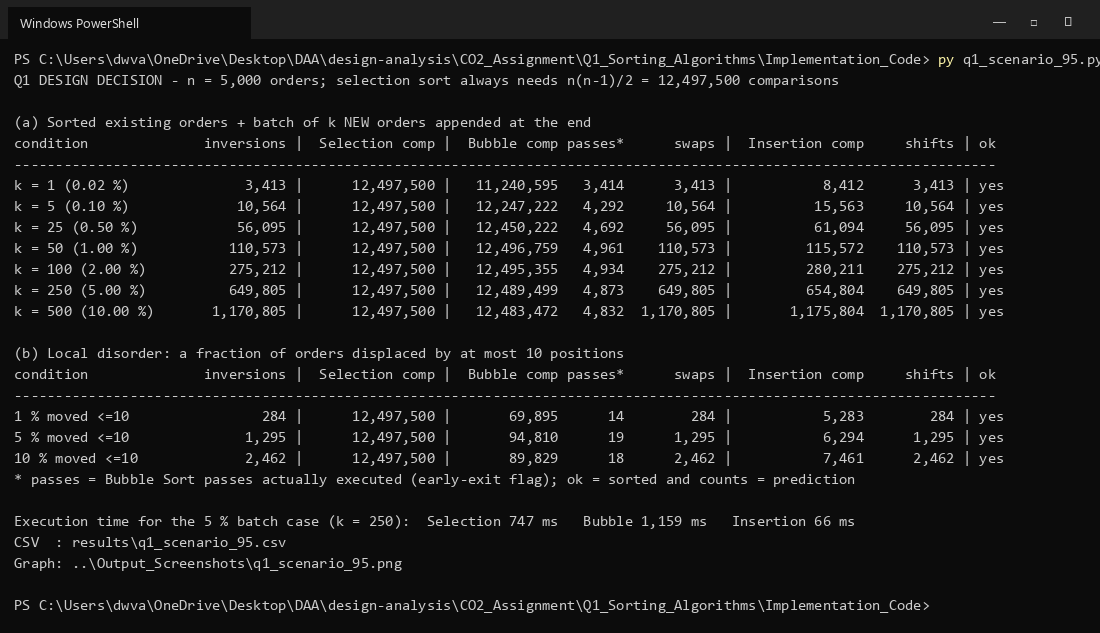 Windows PowerShell
PS C:\Users\dwva\OneDrive\Desktop\DAA\design-analysis\CO2_Assignment\Q1_Sorting_Algorithms\Implementation_Code> py q1_scenario_95.py
Q1 DESIGN DECISION - n = 5,000 orders; selection sort always needs n(n-1)/2 = 12,497,500 comparisons
(a) Sorted existing orders + batch of k NEW orders appended at the end
condition              inversions |  Selection comp |  Bubble comp passes*      swaps |  Insertion comp     shifts | ok
-----------------------------------------------------------------------------------------------------------------------
k = 1 (0.02 %)              3,413 |      12,497,500 |   11,240,595   3,414      3,413 |           8,412      3,413 | yes
k = 5 (0.10 %)             10,564 |      12,497,500 |   12,247,222   4,292     10,564 |          15,563     10,564 | yes
k = 25 (0.50 %)            56,095 |      12,497,500 |   12,450,222   4,692     56,095 |          61,094     56,095 | yes
k = 50 (1.00 %)           110,573 |      12,497,500 |   12,496,759   4,961    110,573 |         115,572    110,573 | yes
k = 100 (2.00 %)          275,212 |      12,497,500 |   12,495,355   4,934    275,212 |         280,211    275,212 | yes
k = 250 (5.00 %)          649,805 |      12,497,500 |   12,489,499   4,873    649,805 |         654,804    649,805 | yes
k = 500 (10.00 %)       1,170,805 |      12,497,500 |   12,483,472   4,832  1,170,805 |       1,175,804  1,170,805 | yes
(b) Local disorder: a fraction of orders displaced by at most 10 positions
condition              inversions |  Selection comp |  Bubble comp passes*      swaps |  Insertion comp     shifts | ok
-----------------------------------------------------------------------------------------------------------------------
1 % moved <=10                284 |      12,497,500 |       69,895      14        284 |           5,283        284 | yes
5 % moved <=10              1,295 |      12,497,500 |       94,810      19      1,295 |           6,294      1,295 | yes
10 % moved <=10             2,462 |      12,497,500 |       89,829      18      2,462 |           7,461      2,462 | yes
* passes = Bubble Sort passes actually executed (early-exit flag); ok = sorted and counts = prediction
Execution time for the 5 % batch case (k = 250):  Selection 747 ms   Bubble 1,159 ms   Insertion 66 ms
CSV  : results\q1_scenario_95.csv
Graph: ..\Output_Screenshots\q1_scenario_95.png
PS C:\Users\dwva\OneDrive\Desktop\DAA\design-analysis\CO2_Assignment\Q1_Sorting_Algorithms\Implementation_Code>